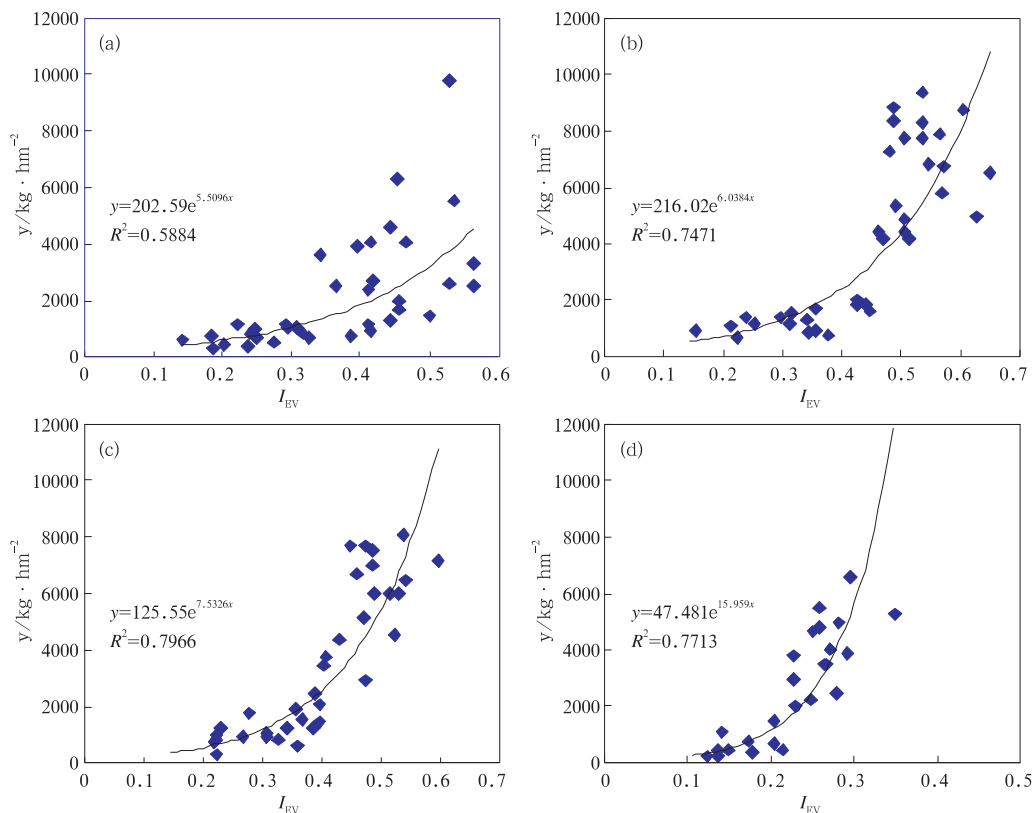 (a)
12000
10000
8000
6000
4000
2000
0
y/kg · hm⁻²
y=202.59e^5.5096x
R²=0.5884
0 0.1 0.2 0.3 0.4 0.5 0.6
I_EV
(b)
12000
10000
8000
6000
4000
2000
0
y/kg · hm⁻²
y=216.02e^6.0384x
R²=0.7471
0 0.1 0.2 0.3 0.4 0.5 0.6 0.7
I_EV
(c)
12000
10000
8000
6000
4000
2000
0
y/kg · hm⁻²
y=125.55e^7.5326x
R²=0.7966
0 0.1 0.2 0.3 0.4 0.5 0.6 0.7
I_EV
(d)
12000
10000
8000
6000
4000
2000
0
y/kg · hm⁻²
y=47.481e^15.959x
R²=0.7713
0 0.1 0.2 0.3 0.4 0.5
I_EV